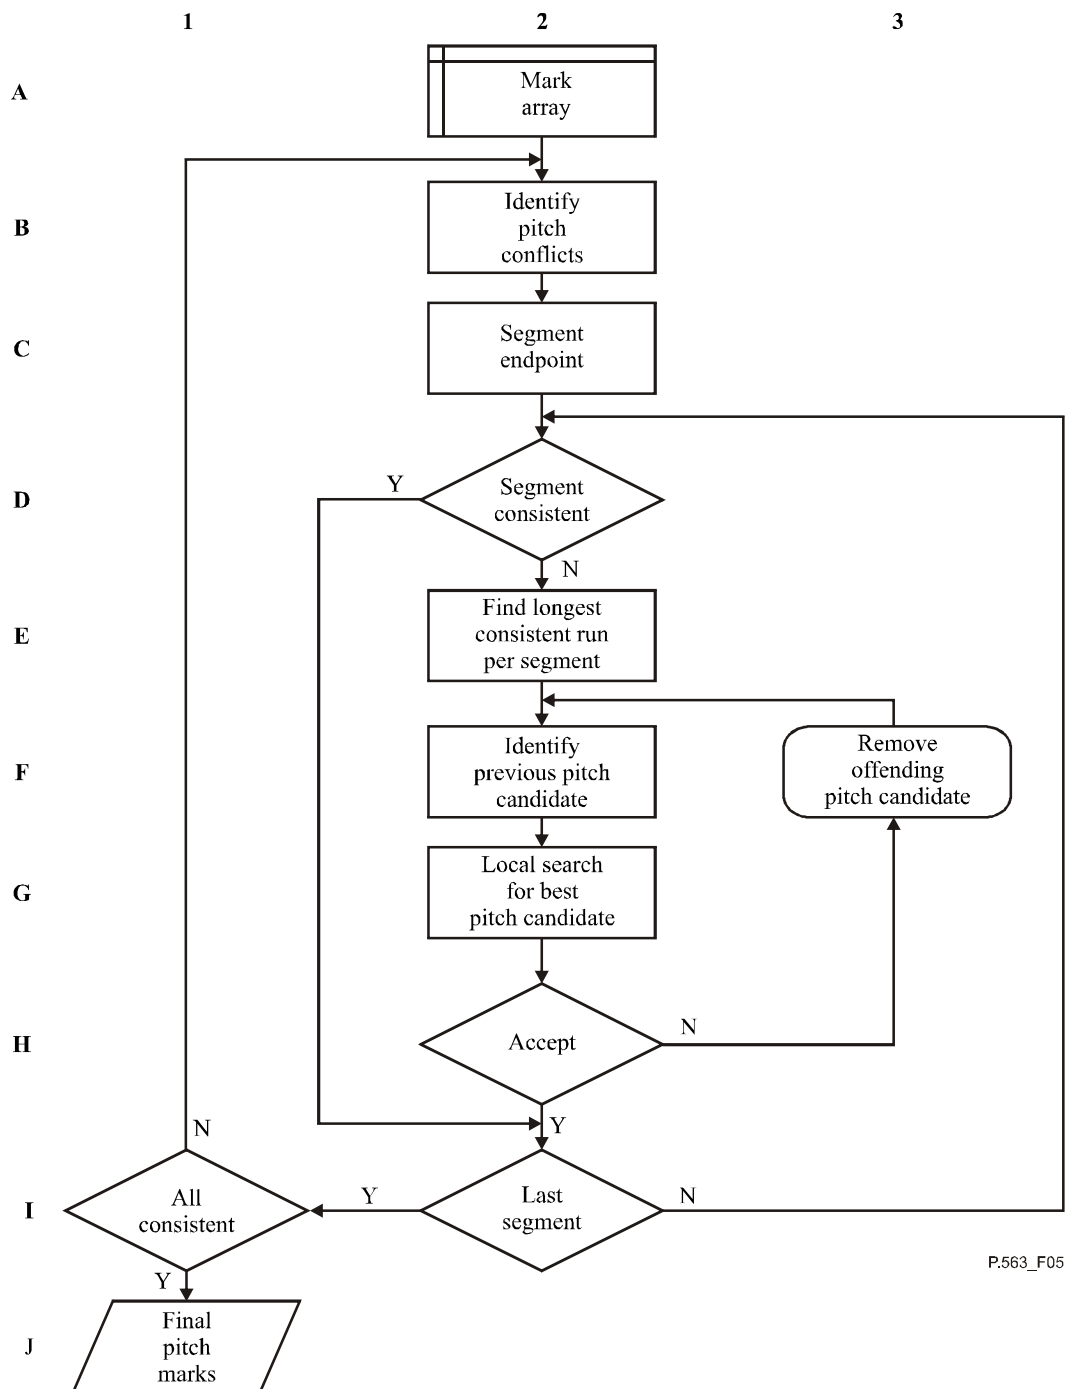 1 2 3
A
Mark
array
B
Identify
pitch
conflicts
C
Segment
endpoint
D
Y
Segment
consistent
N
E
Find longest
consistent run
per segment
F
Identify
previous pitch
candidate
Remove
offending
pitch candidate
G
Local search
for best
pitch candidate
H
Accept
N
Y
N
I
All
consistent
Y
Last
segment
N
P.563_F05
Y
J
Final
pitch
marks